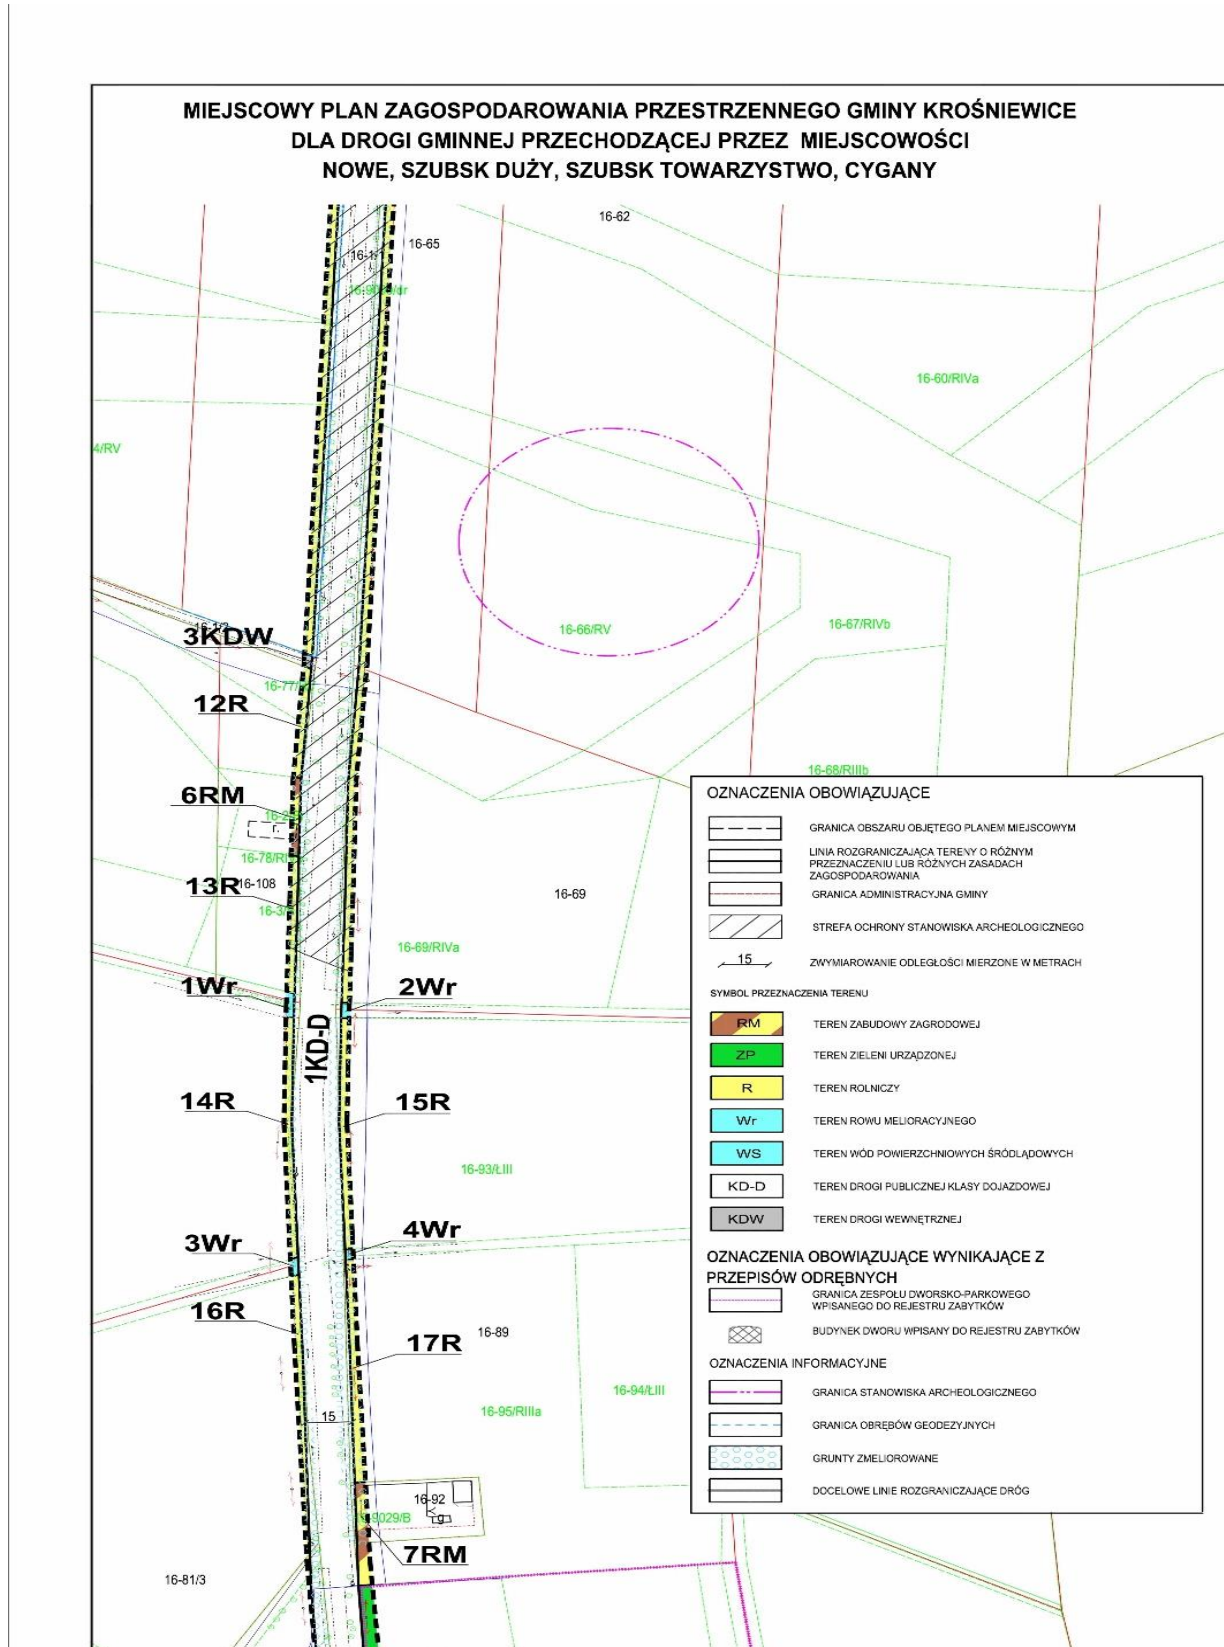 MIEJSCOWY PLAN ZAGOSPODAROWANIA PRZESTRZENNEGO GMINY KROŚNIEWICE
DLA DROGI GMINNEJ PRZECHODZĄCEJ PRZEZ MIEJSCOWOŚCI
NOWE, SZUBSK DUŻY, SZUBSK TOWARZYSTWO, CYGANY
16-62
16-65
16-60/RIVa
4/RV
16-66/RV
16-67/RIVb
3KDW
12R
16-68/RIIIb
6RM
r.
13R
16-108
16-69
16-69/RIVa
1Wr
2Wr
1KD-D
14R
15R
16-93/ŁIII
3Wr
4Wr
16R
17R
16-89
16-94/ŁIII
16-95/RIIIa
15
16-92
9029/B
g
7RM
16-81/3
OZNACZENIA OBOWIĄZUJĄCE
GRANICA OBSZARU OBJĘTEGO PLANEM MIEJSCOWYM
LINIA ROZGRANICZAJĄCA TERENY O RÓŻNYM
PRZEZNACZENIU LUB RÓŻNYCH ZASADACH
ZAGOSPODAROWANIA
GRANICA ADMINISTRACYJNA GMINY
STREFA OCHRONY STANOWISKA ARCHEOLOGICZNEGO
15 ZWYMIAROWANIE ODLEGŁOŚCI MIERZONE W METRACH
SYMBOL PRZEZNACZENIA TERENU
RM TEREN ZABUDOWY ZAGRODOWEJ
ZP TEREN ZIELENI URZĄDZONEJ
R TEREN ROLNICZY
Wr TEREN ROWU MELIORACYJNEGO
WS TEREN WÓD POWIERZCHNIOWYCH ŚRÓDLĄDOWYCH
KD-D TEREN DROGI PUBLICZNEJ KLASY DOJAZDOWEJ
KDW TEREN DROGI WEWNĘTRZNEJ
OZNACZENIA OBOWIĄZUJĄCE WYNIKAJĄCE Z
PRZEPISÓW ODRĘBNYCH
GRANICA ZESPOŁU DWORSKO-PARKOWEGO
WPISANEGO DO REJESTRU ZABYTKÓW
BUDYNEK DWORU WPISANY DO REJESTRU ZABYTKÓW
OZNACZENIA INFORMACYJNE
GRANICA STANOWISKA ARCHEOLOGICZNEGO
GRANICA OBRĘBÓW GEODEZYJNYCH
GRUNTY ZMELIOROWANE
DOCELOWE LINIE ROZGRANICZAJĄCE DRÓG